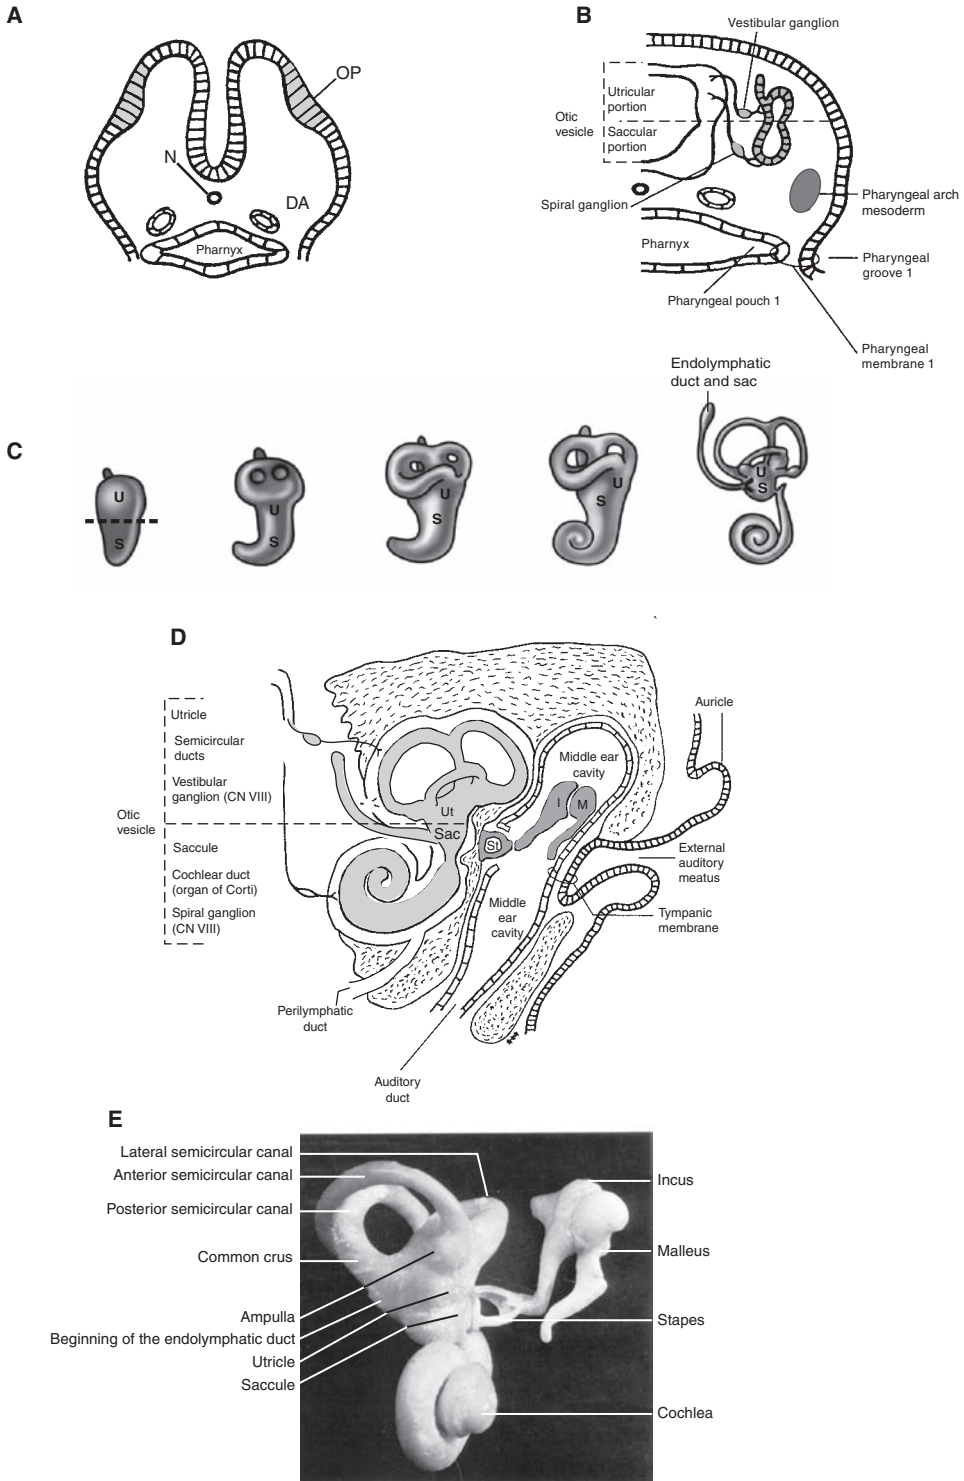 A
OP
N
DA
Pharnyx
B
Vestibular ganglion
Utricular
portion
Otic
vesicle
Saccular
portion
Spiral ganglion
Pharyngeal arch
mesoderm
Pharnyx
Pharyngeal
groove 1
Pharyngeal pouch 1
Pharyngeal
membrane 1
Endolymphatic
duct and sac
C
U
S
U
S
U
S
U
S
U
S
D
Utricle
Semicircular
ducts
Vestibular
ganglion (CN VIII)
Otic
vesicle
Saccule
Cochlear duct
(organ of Corti)
Spiral ganglion
(CN VIII)
Ut
Sac
St
I
M
Middle ear
cavity
Middle
ear
cavity
Auricle
External
auditory
meatus
Tympanic
membrane
Perilymphatic
duct
Auditory
duct
E
Lateral semicircular canal
Anterior semicircular canal
Posterior semicircular canal
Common crus
Ampulla
Beginning of the endolymphatic duct
Utricle
Saccule
Incus
Malleus
Stapes
Cochlea